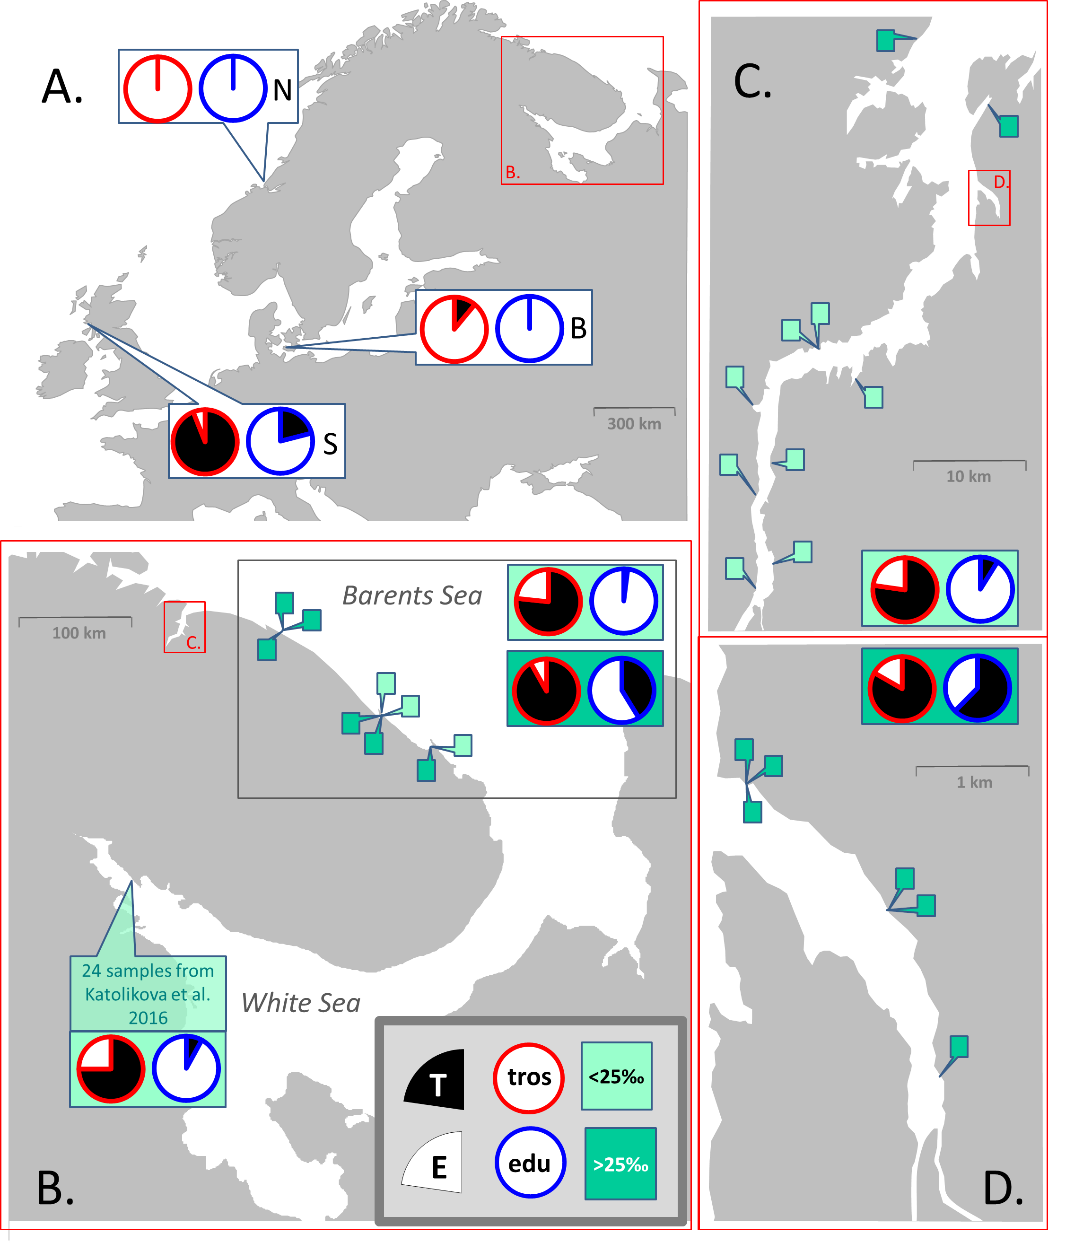 A.
N
B.
B
S
300 km
C.
D.
10 km
Barents Sea
100 km
C.
24 samples from
Katolikova et al.
2016
White Sea
T
tros
<25‰
E
edu
>25‰
B.
1 km
D.